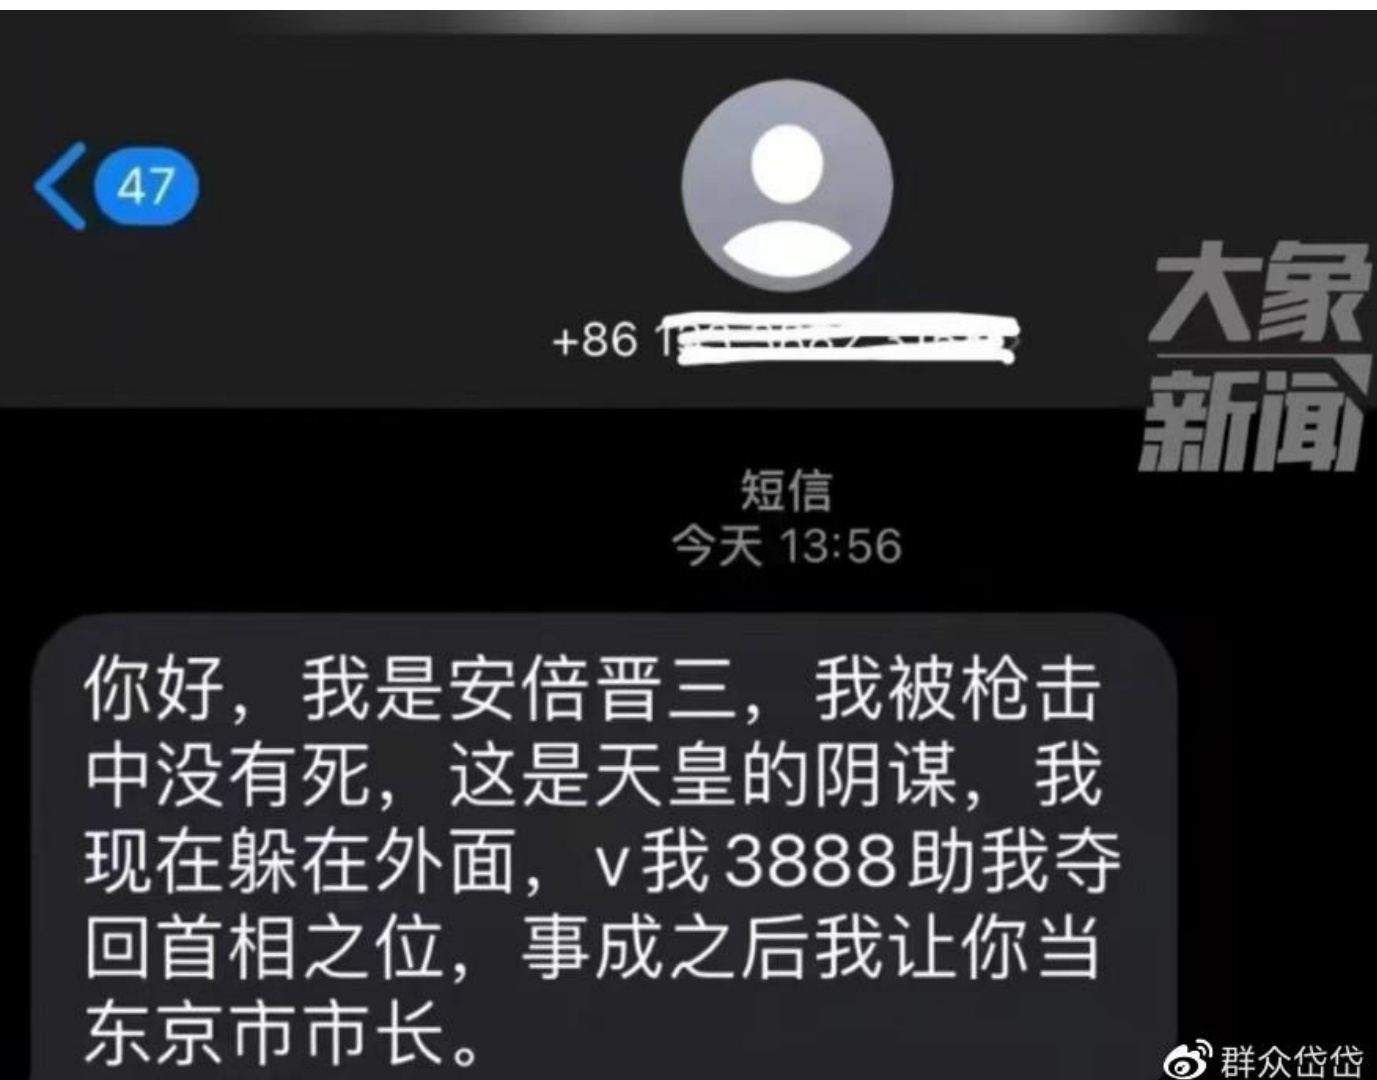 47
+86
大象
新闻
短信
今天 13:56
你好，我是安倍晋三，我被枪击
中没有死，这是天皇的阴谋，我
现在躲在外面，v我3888助我夺
回首相之位，事成之后我让你当
东京市市长。
群众岱岱